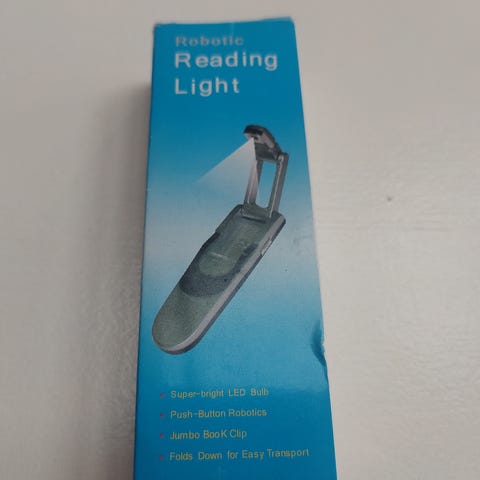 Robotic
Reading
Light
Super-bright LED Bulb
Push-Button Robotics
Jumbo BooK Clip
Folds Down for Easy Transport